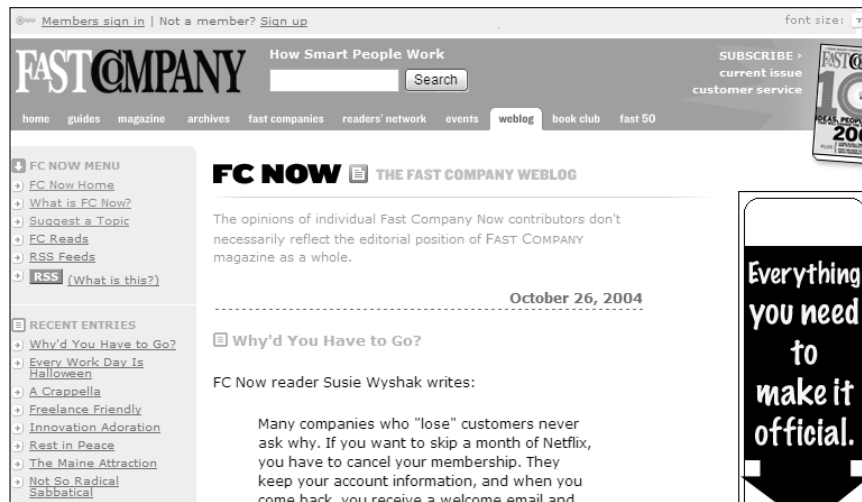 Members sign in | Not a member? Sign up
font size:
FAST COMPANY
How Smart People Work
Search
SUBSCRIBE ›
current issue
customer service
home guides magazine archives fast companies readers' network events weblog book club fast 50
FC NOW MENU
FC Now Home
What is FC Now?
Suggest a Topic
FC Reads
RSS Feeds
RSS (What is this?)
RECENT ENTRIES
Why'd You Have to Go?
Every Work Day Is
Halloween
A Crappella
Freelance Friendly
Innovation Adoration
Rest in Peace
The Maine Attraction
Not So Radical
Sabbatical
FC NOW THE FAST COMPANY WEBLOG
The opinions of individual Fast Company Now contributors don't
necessarily reflect the editorial position of FAST COMPANY
magazine as a whole.
October 26, 2004
Why'd You Have to Go?
FC Now reader Susie Wyshak writes:
Many companies who "lose" customers never
ask why. If you want to skip a month of Netflix,
you have to cancel your membership. They
keep your account information, and when you
come back, you receive a welcome email and
Everything
you need
to
make it
official.